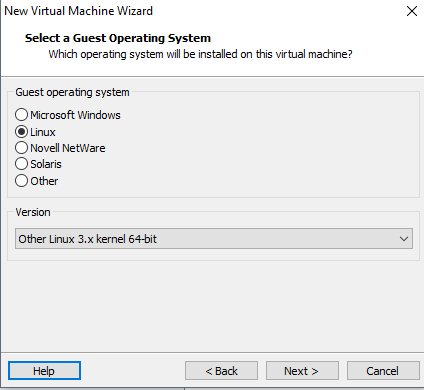 New Virtual Machine Wizard
Select a Guest Operating System
Which operating system will be installed on this virtual machine?
Guest operating system
Microsoft Windows
Linux
Novell NetWare
Solaris
Other
Version
Other Linux 3.x kernel 64-bit
Help
< Back
Next >
Cancel